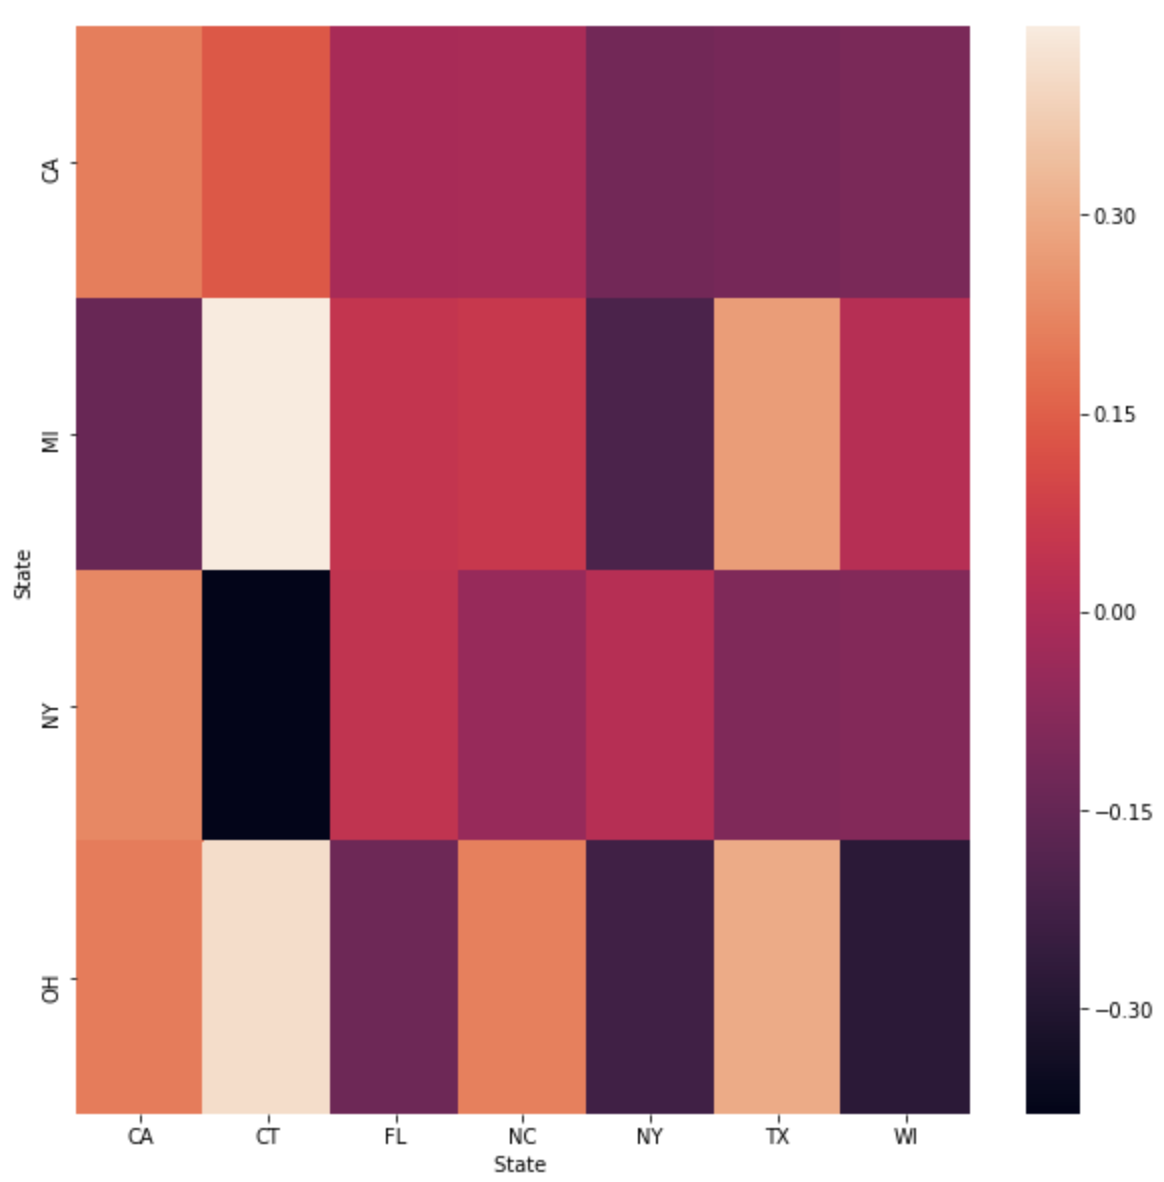 CA
MI
NY
OH
State
CA CT FL NC NY TX WI
State
0.30
0.15
0.00
−0.15
−0.30